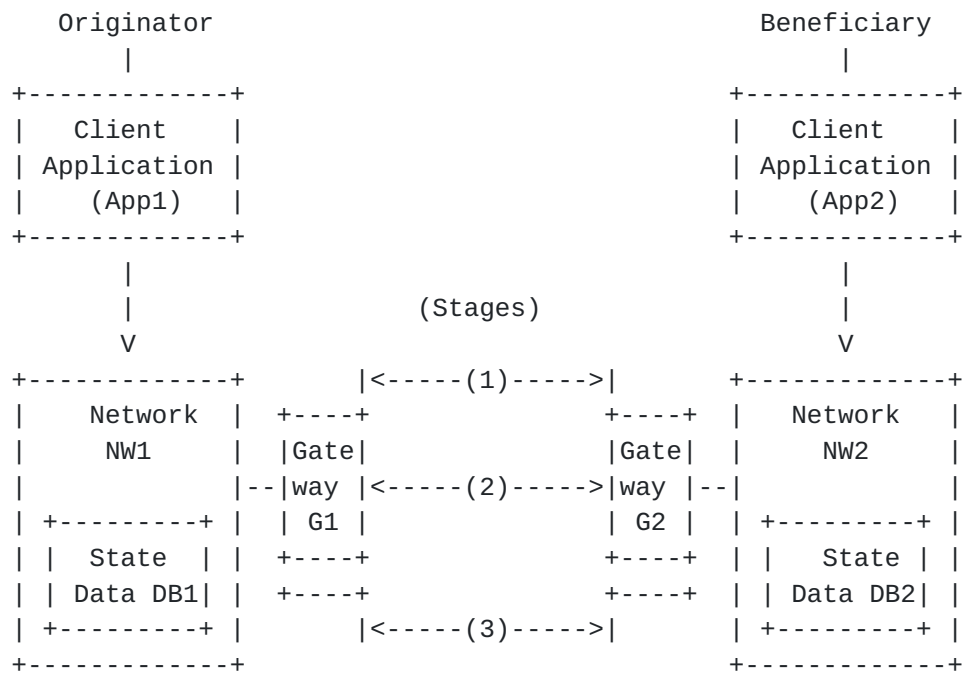 Originator                                   Beneficiary
       |                                             |
+-------------+                               +-------------+
|   Client    |                               |   Client    |
| Application |                               | Application |
|    (App1)   |                               |    (App2)   |
+-------------+                               +-------------+
       |                                             |
       |                  (Stages)                   |
       V                                             V
+-------------+       |<-----(1)----->|       +-------------+
|    Network  |  +----+               +----+  |   Network   |
|     NW1     |  |Gate|               |Gate|  |     NW2     |
|             |--|way |<-----(2)----->|way |--|             |
| +---------+ |  | G1 |               | G2 |  | +---------+ |
| |  State  | |  +----+               +----+  | |   State | |
| | Data DB1| |  +----+               +----+  | | Data DB2| |
| +---------+ |       |<-----(3)----->|       | +---------+ |
+-------------+                               +-------------+